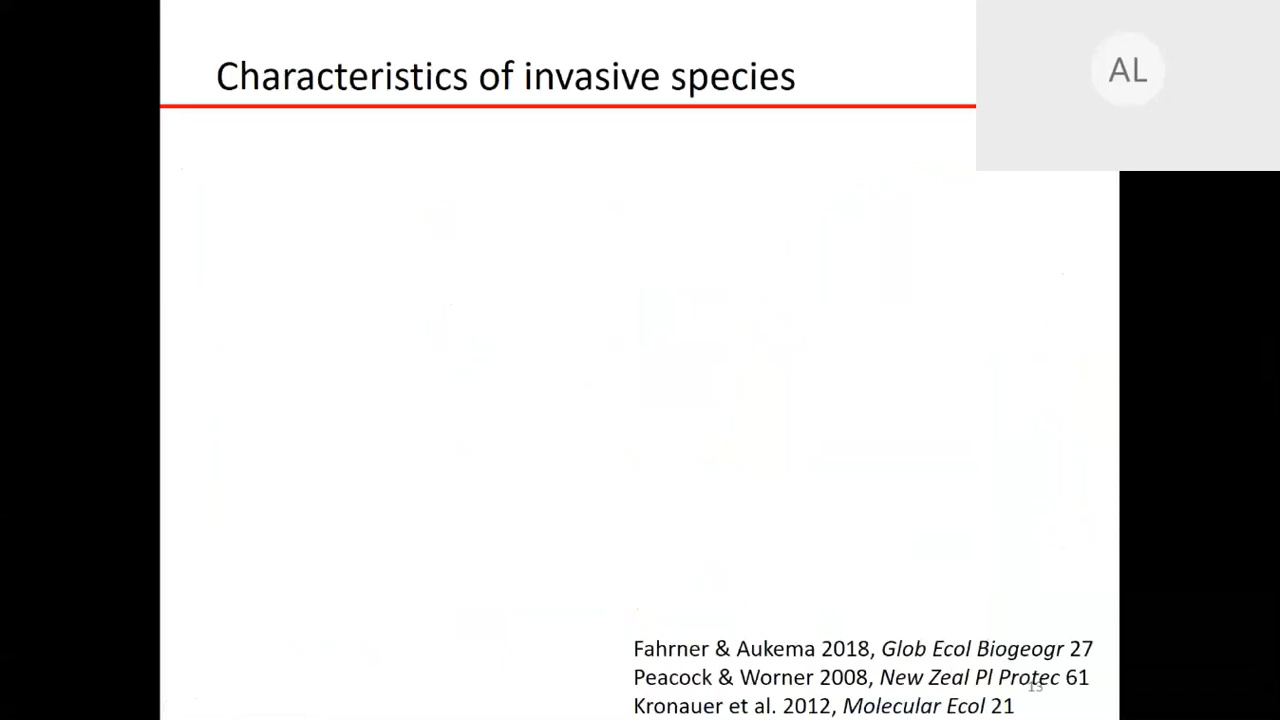 Characteristics of invasive species
AL
Fahrner & Aukema 2018, Glob Ecol Biogeogr 27
Peacock & Worner 2008, New Zeal Pl Protec 61
13
Kronauer et al. 2012, Molecular Ecol 21